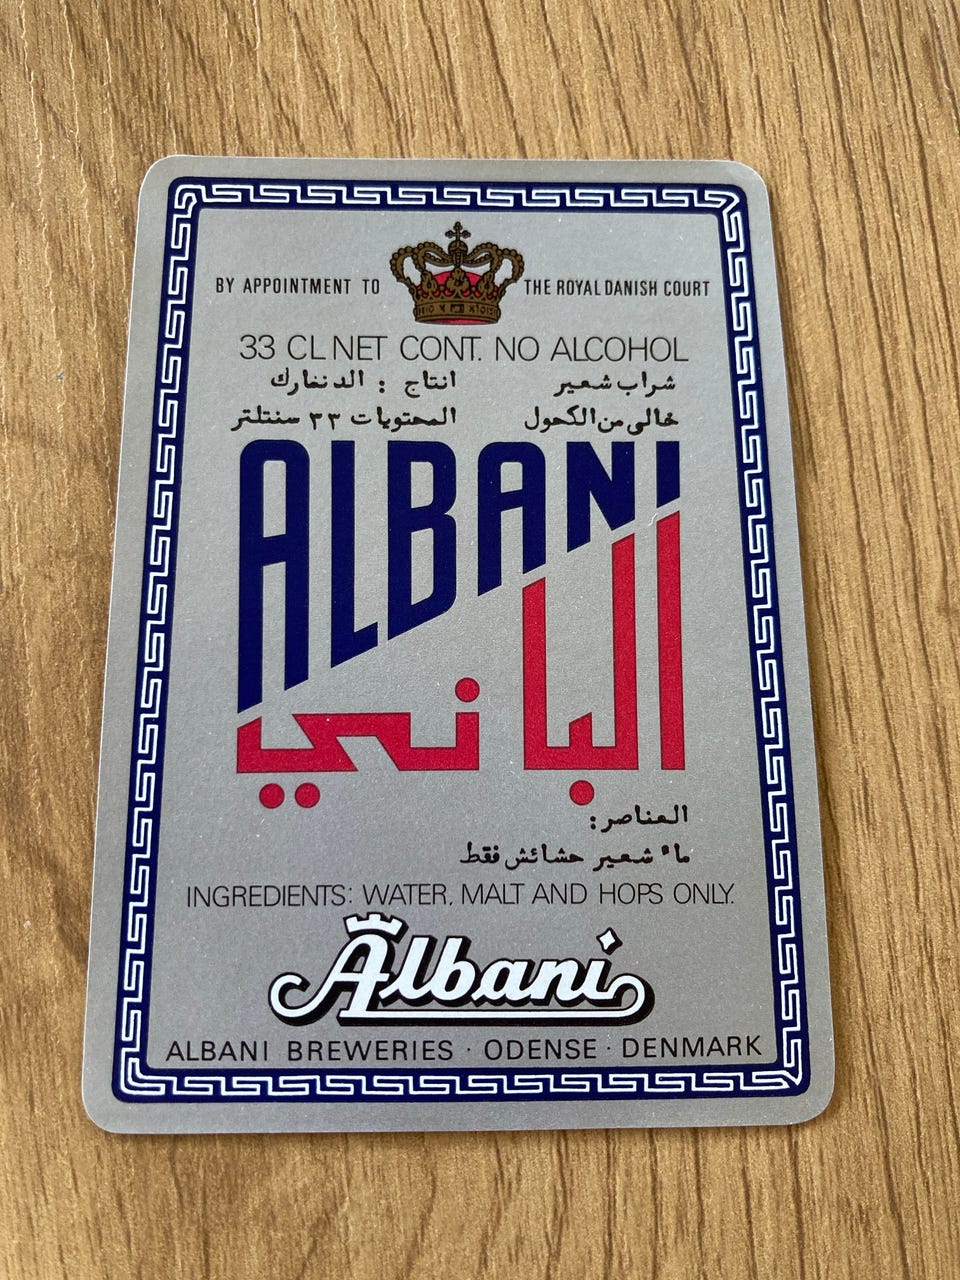 BY APPOINTMENT TO THE ROYAL DANISH COURT
33 CL NET CONT. NO ALCOHOL
شراب شعير انتاج : الدنمارك
خالى من الكحول المحتويات ٣٣ سنتلتر
ALBANI
الباني
العناصر:
ماء شعير حشائش فقط
INGREDIENTS: WATER, MALT AND HOPS ONLY.
Albani
ALBANI BREWERIES · ODENSE · DENMARK